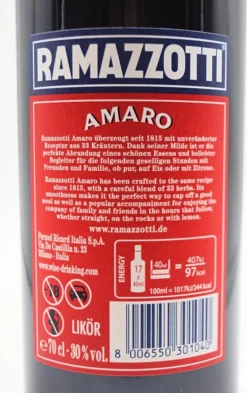 RAMAZZOTTI
AMARO
Ramazzotti Amaro überzeugt seit 1815 mit unveränderter
Rezeptur aus 33 Kräutern. Dank seiner Milde ist er die
perfekte Abrundung eines schönen Essens und beliebter
Begleiter für die folgenden geselligen Stunden mit
Freunden und Familie, ob pur, auf Eis oder mit Zitrone.
Ramazzotti Amaro has been crafted to the same recipe
since 1815, with a careful blend of 33 herbs. Its
smoothness makes it the perfect way to cap off a good
meal as well as a popular accompaniment for enjoying the
company of family and friends in the hours that follow,
whether straight, on the rocks or with lemon.
www.ramazzotti.de
Pernod Ricard Italia S.p.A.
Via De Castillia n. 23
Milano - Italia
www.wise-drinking.com
ENERGY
17
x
40ml
40ml
=
407kJ
97kcal
100ml = 1017kJ/244 kcal
18
LIKÖR
e 70 cl - 30% vol.
8 006550 301040